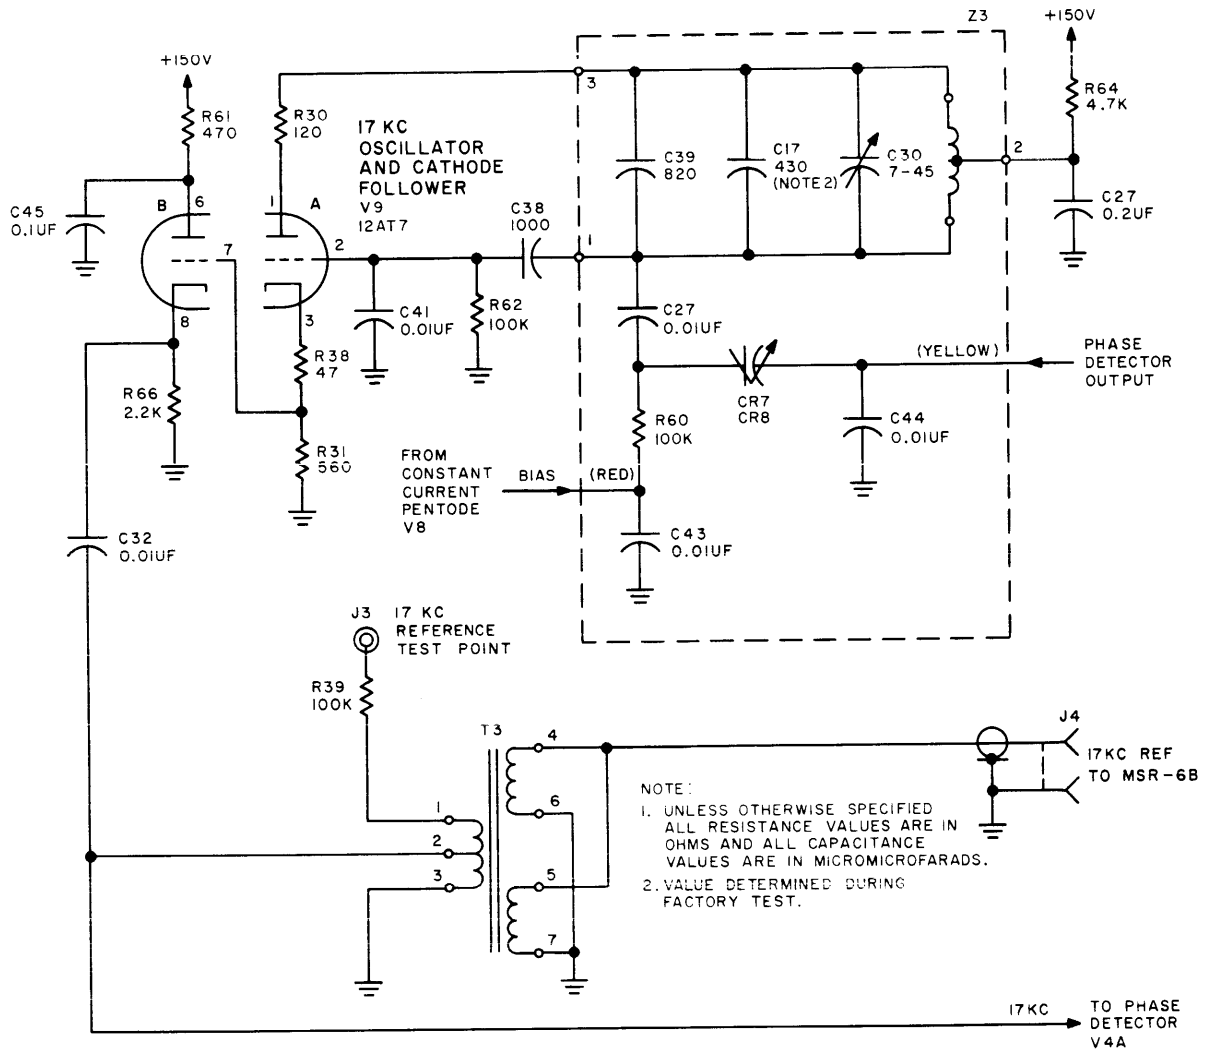 Z3
+150V
+150V
R61
470
R30
120
17 KC
OSCILLATOR
AND CATHODE
FOLLOWER
V9
12AT7
3
C39
820
C17
430
(NOTE 2)
C30
7-45
2
R64
4.7K
C27
0.2UF
C45
0.1UF
B
6
7
8
1
A
2
3
C38
1000
1
C41
0.01UF
R62
100K
C27
0.01UF
R38
47
R66
2.2K
R31
560
(YELLOW)
PHASE
DETECTOR
OUTPUT
CR7
CR8
R60
100K
C44
0.01UF
FROM
CONSTANT
CURRENT
PENTODE
V8
BIAS
(RED)
C43
0.01UF
C32
0.01UF
J3
17 KC
REFERENCE
TEST POINT
R39
100K
T3
1
2
3
4
6
5
7
J4
17KC REF
TO MSR-6B
NOTE:
1. UNLESS OTHERWISE SPECIFIED
ALL RESISTANCE VALUES ARE IN
OHMS AND ALL CAPACITANCE
VALUES ARE IN MICROMICROFARADS.
2. VALUE DETERMINED DURING
FACTORY TEST.
17KC
TO PHASE
DETECTOR
V4A